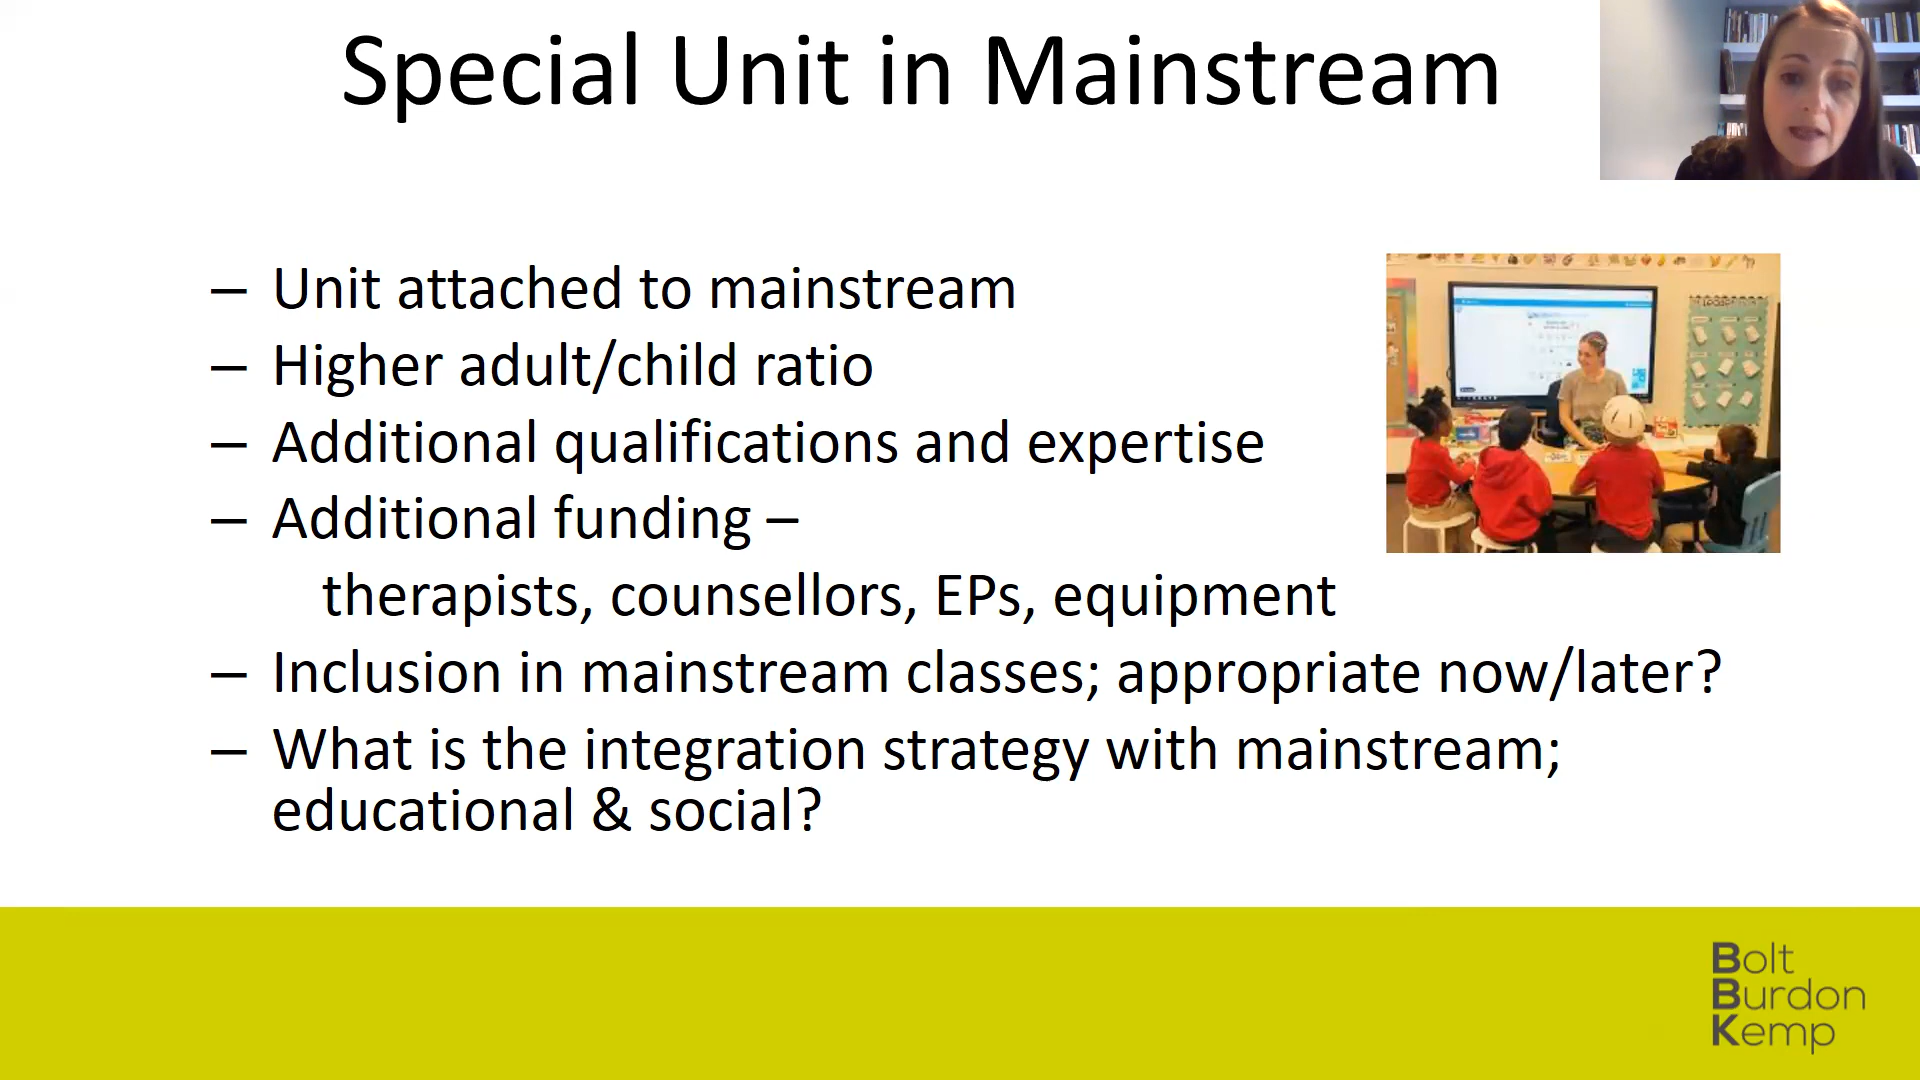 Special Unit in Mainstream
– Unit attached to mainstream
– Higher adult/child ratio
– Additional qualifications and expertise
– Additional funding –
therapists, counsellors, EPs, equipment
– Inclusion in mainstream classes; appropriate now/later?
– What is the integration strategy with mainstream;
educational & social?
Bolt
Burdon
Kemp